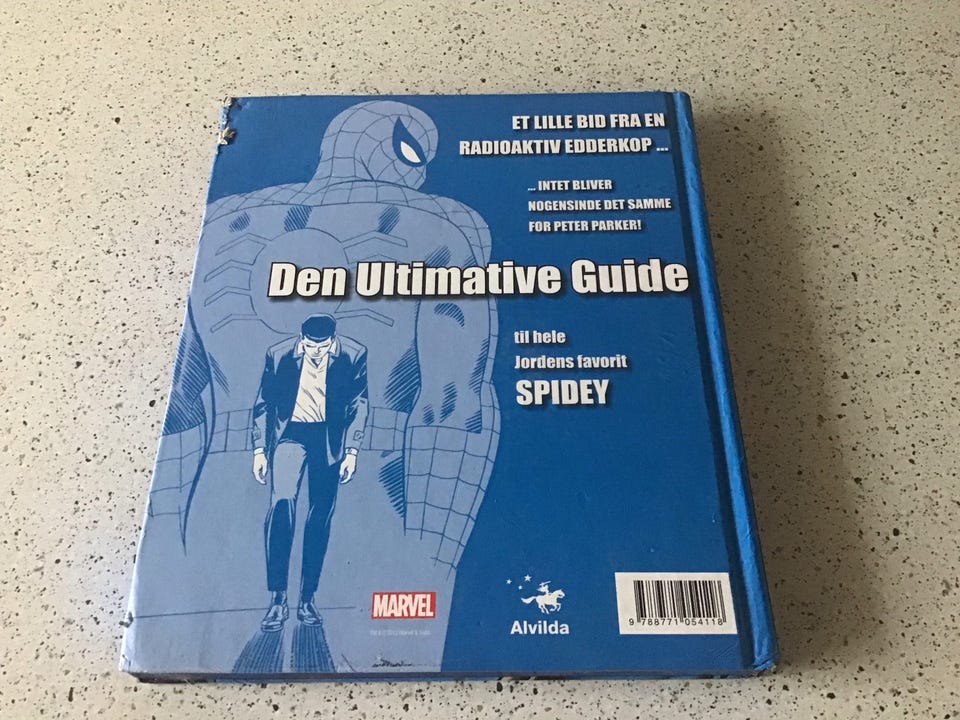 ET LILLE BID FRA EN
RADIOAKTIV EDDERKOP ...
... INTET BLIVER
NOGENSINDE DET SAMME
FOR PETER PARKER!
Den Ultimative Guide
til hele
Jordens favorit
SPIDEY
MARVEL
Alvilda
9 788771 054118